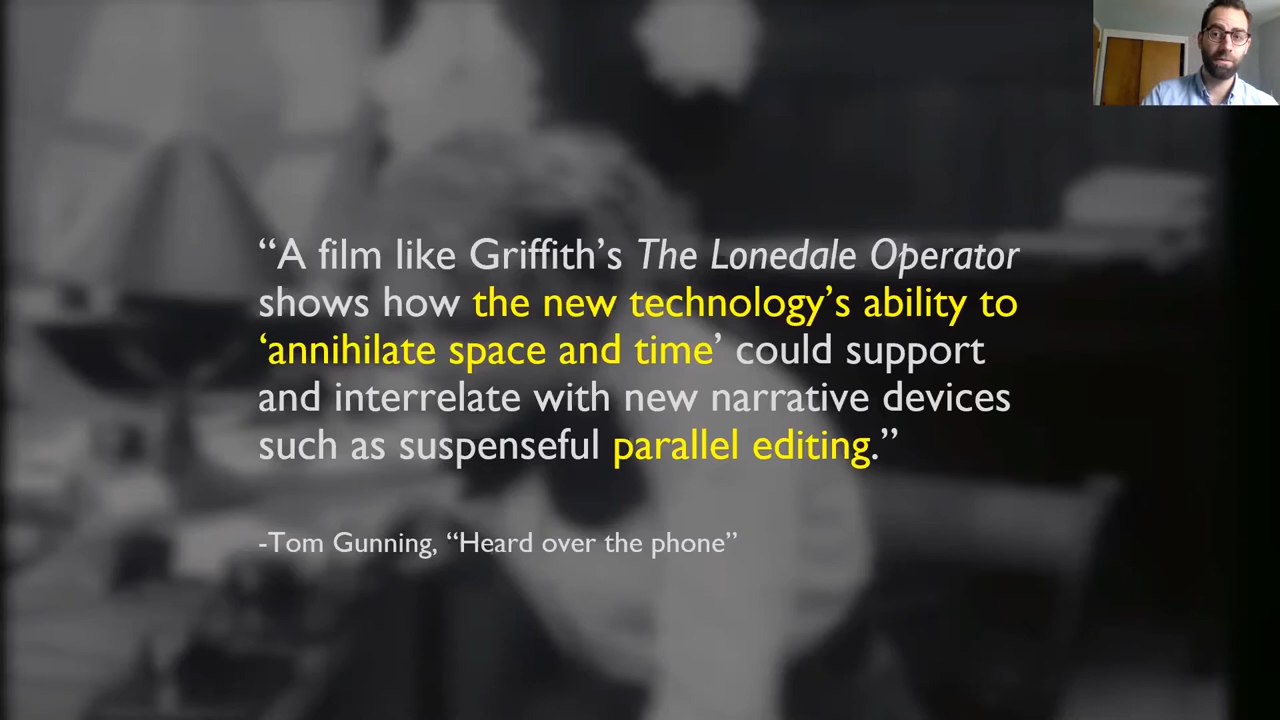 “A film like Griffith’s The Lonedale Operator
shows how the new technology’s ability to
‘annihilate space and time’ could support
and interrelate with new narrative devices
such as suspenseful parallel editing.”
-Tom Gunning, “Heard over the phone”